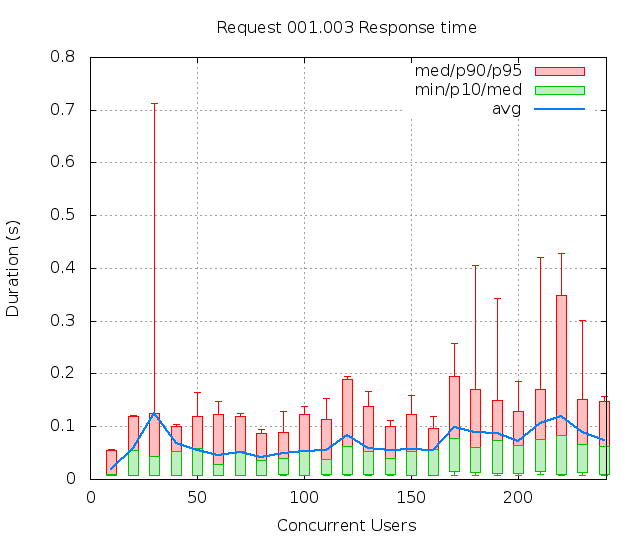 Request 001.003 Response time
0.8
0.7
0.6
0.5
0.4
0.3
0.2
0.1
0
Duration (s)
med/p90/p95
min/p10/med
avg
0 50 100 150 200
Concurrent Users